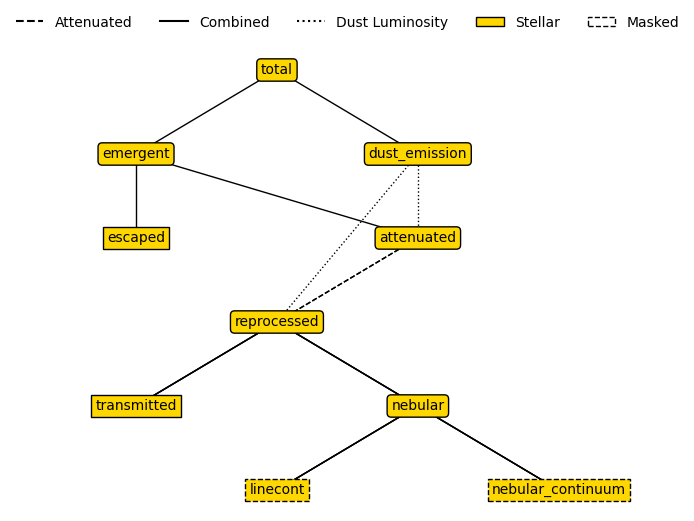 Attenuated Combined Dust Luminosity Stellar Masked
total
emergent dust_emission
escaped attenuated
reprocessed
transmitted nebular
linecont nebular_continuum